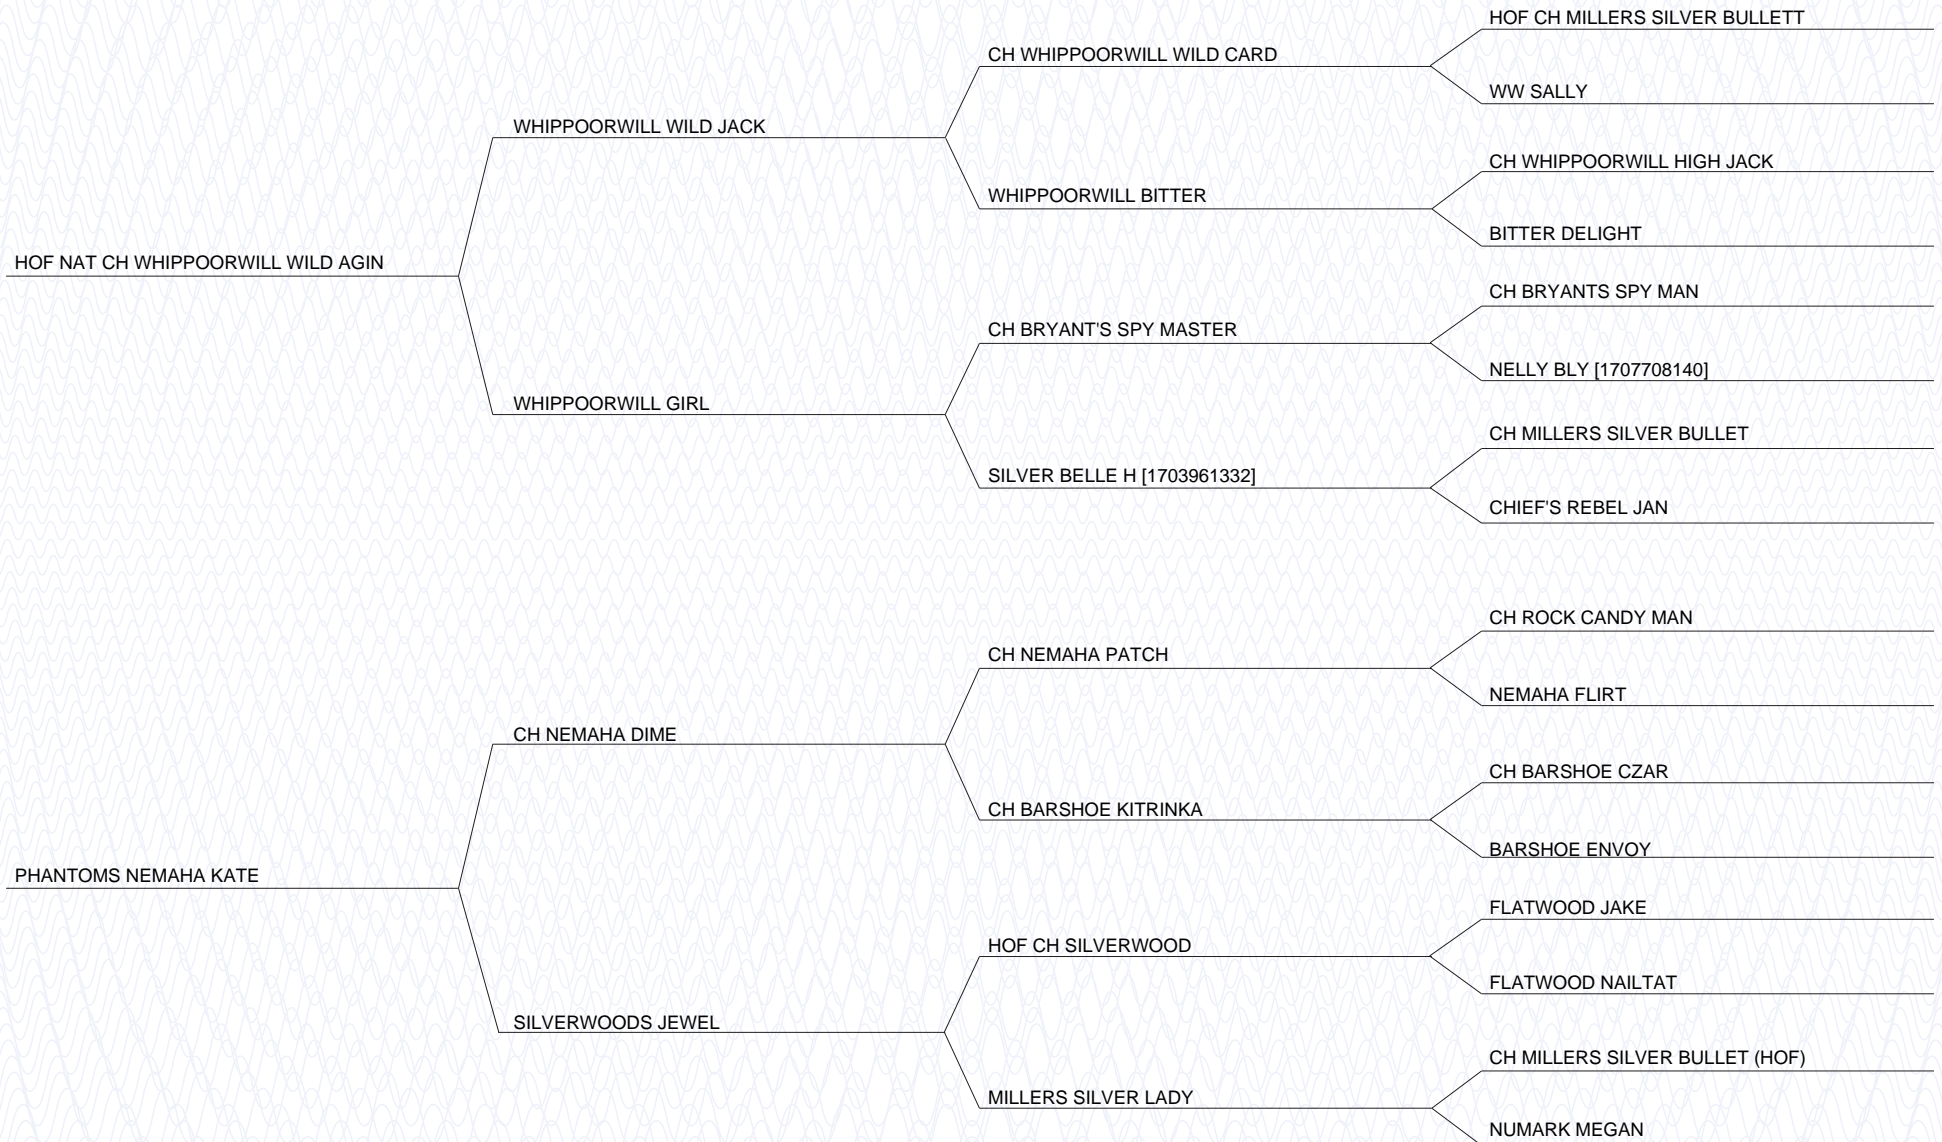 HOF CH MILLERS SILVER BULLETT
CH WHIPPOORWILL WILD CARD
WW SALLY
WHIPPOORWILL WILD JACK
CH WHIPPOORWILL HIGH JACK
WHIPPOORWILL BITTER
BITTER DELIGHT
HOF NAT CH WHIPPOORWILL WILD AGIN
CH BRYANTS SPY MAN
CH BRYANT'S SPY MASTER
NELLY BLY [1707708140]
WHIPPOORWILL GIRL
CH MILLERS SILVER BULLET
SILVER BELLE H [1703961332]
CHIEF'S REBEL JAN
CH ROCK CANDY MAN
CH NEMAHA PATCH
NEMAHA FLIRT
CH NEMAHA DIME
CH BARSHOE CZAR
CH BARSHOE KITRINKA
BARSHOE ENVOY
PHANTOMS NEMAHA KATE
FLATWOOD JAKE
HOF CH SILVERWOOD
FLATWOOD NAILTAT
SILVERWOODS JEWEL
CH MILLERS SILVER BULLET (HOF)
MILLERS SILVER LADY
NUMARK MEGAN